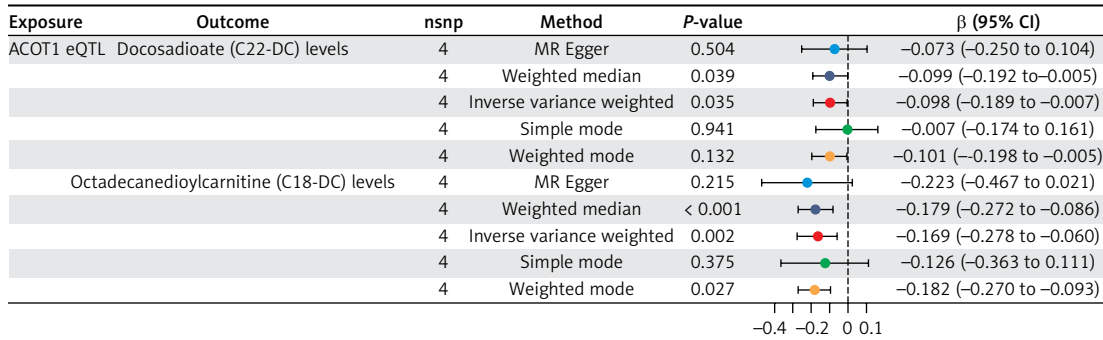 Exposure Outcome nsnp Method P-value β (95% CI)
ACOT1 eQTL Docosadioate (C22-DC) levels 4 MR Egger 0.504 –0.073 (–0.250 to 0.104)
4 Weighted median 0.039 –0.099 (–0.192 to–0.005)
4 Inverse variance weighted 0.035 –0.098 (–0.189 to –0.007)
4 Simple mode 0.941 –0.007 (–0.174 to 0.161)
4 Weighted mode 0.132 –0.101 (–-0.198 to –0.005)
Octadecanedioylcarnitine (C18-DC) levels 4 MR Egger 0.215 –0.223 (–0.467 to 0.021)
4 Weighted median < 0.001 –0.179 (–0.272 to –0.086)
4 Inverse variance weighted 0.002 –0.169 (–0.278 to –0.060)
4 Simple mode 0.375 –0.126 (–0.363 to 0.111)
4 Weighted mode 0.027 –0.182 (–0.270 to –0.093)
–0.4 –0.2 0 0.1